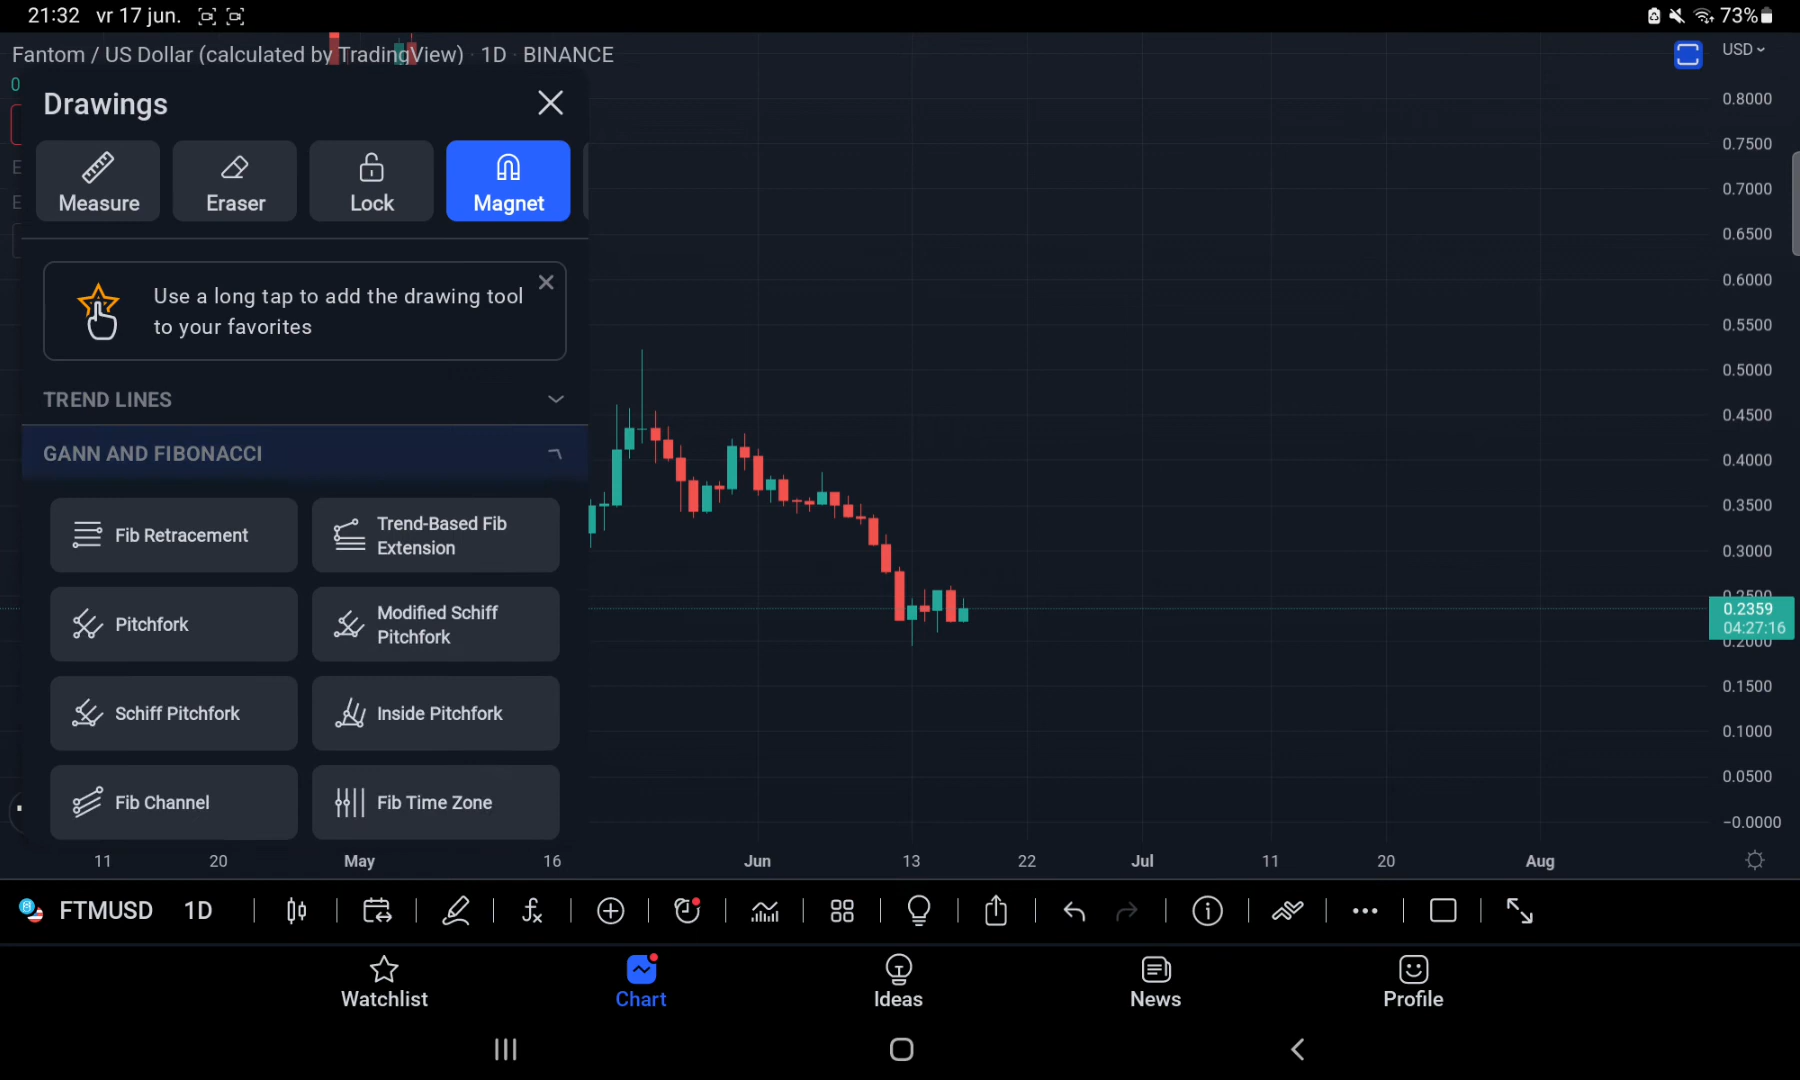 21:32 vr 17 jun. 73%
Fantom / US Dollar (calculated by TradingView) · 1D · BINANCE
USD
0
Drawings
E
E
Measure
Eraser
Lock
Magnet
Use a long tap to add the drawing tool
to your favorites
TREND LINES
GANN AND FIBONACCI
Fib Retracement
Trend-Based Fib
Extension
Pitchfork
Modified Schiff
Pitchfork
Schiff Pitchfork
Inside Pitchfork
Fib Channel
Fib Time Zone
0.8000
0.7500
0.7000
0.6500
0.6000
0.5500
0.5000
0.4500
0.4000
0.3500
0.3000
0.2500
0.2359
04:27:16
0.2000
0.1500
0.1000
0.0500
−0.0000
11 20 May 16 Jun 13 22 Jul 11 20 Aug
FTMUSD 1D
Watchlist
Chart
Ideas
News
Profile